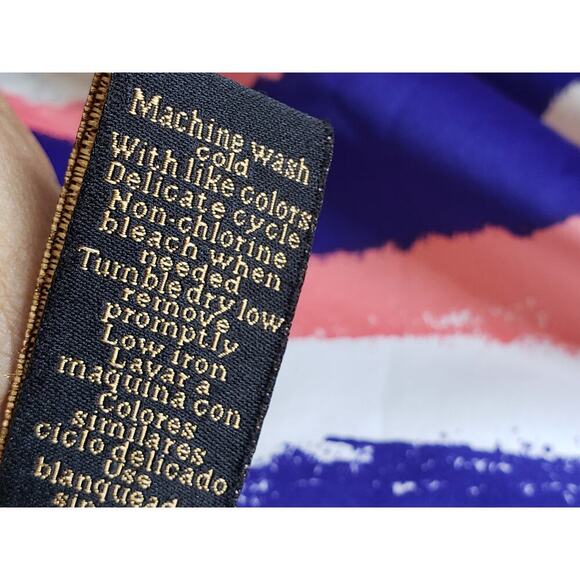 Machine wash
cold
With like colors
Delicate cycle
Non-chlorine
bleach when
needed
Tumble dry low
remove
promptly
Low iron
Lavar a
maquina con
Colores
similares
ciclo delicado
Use